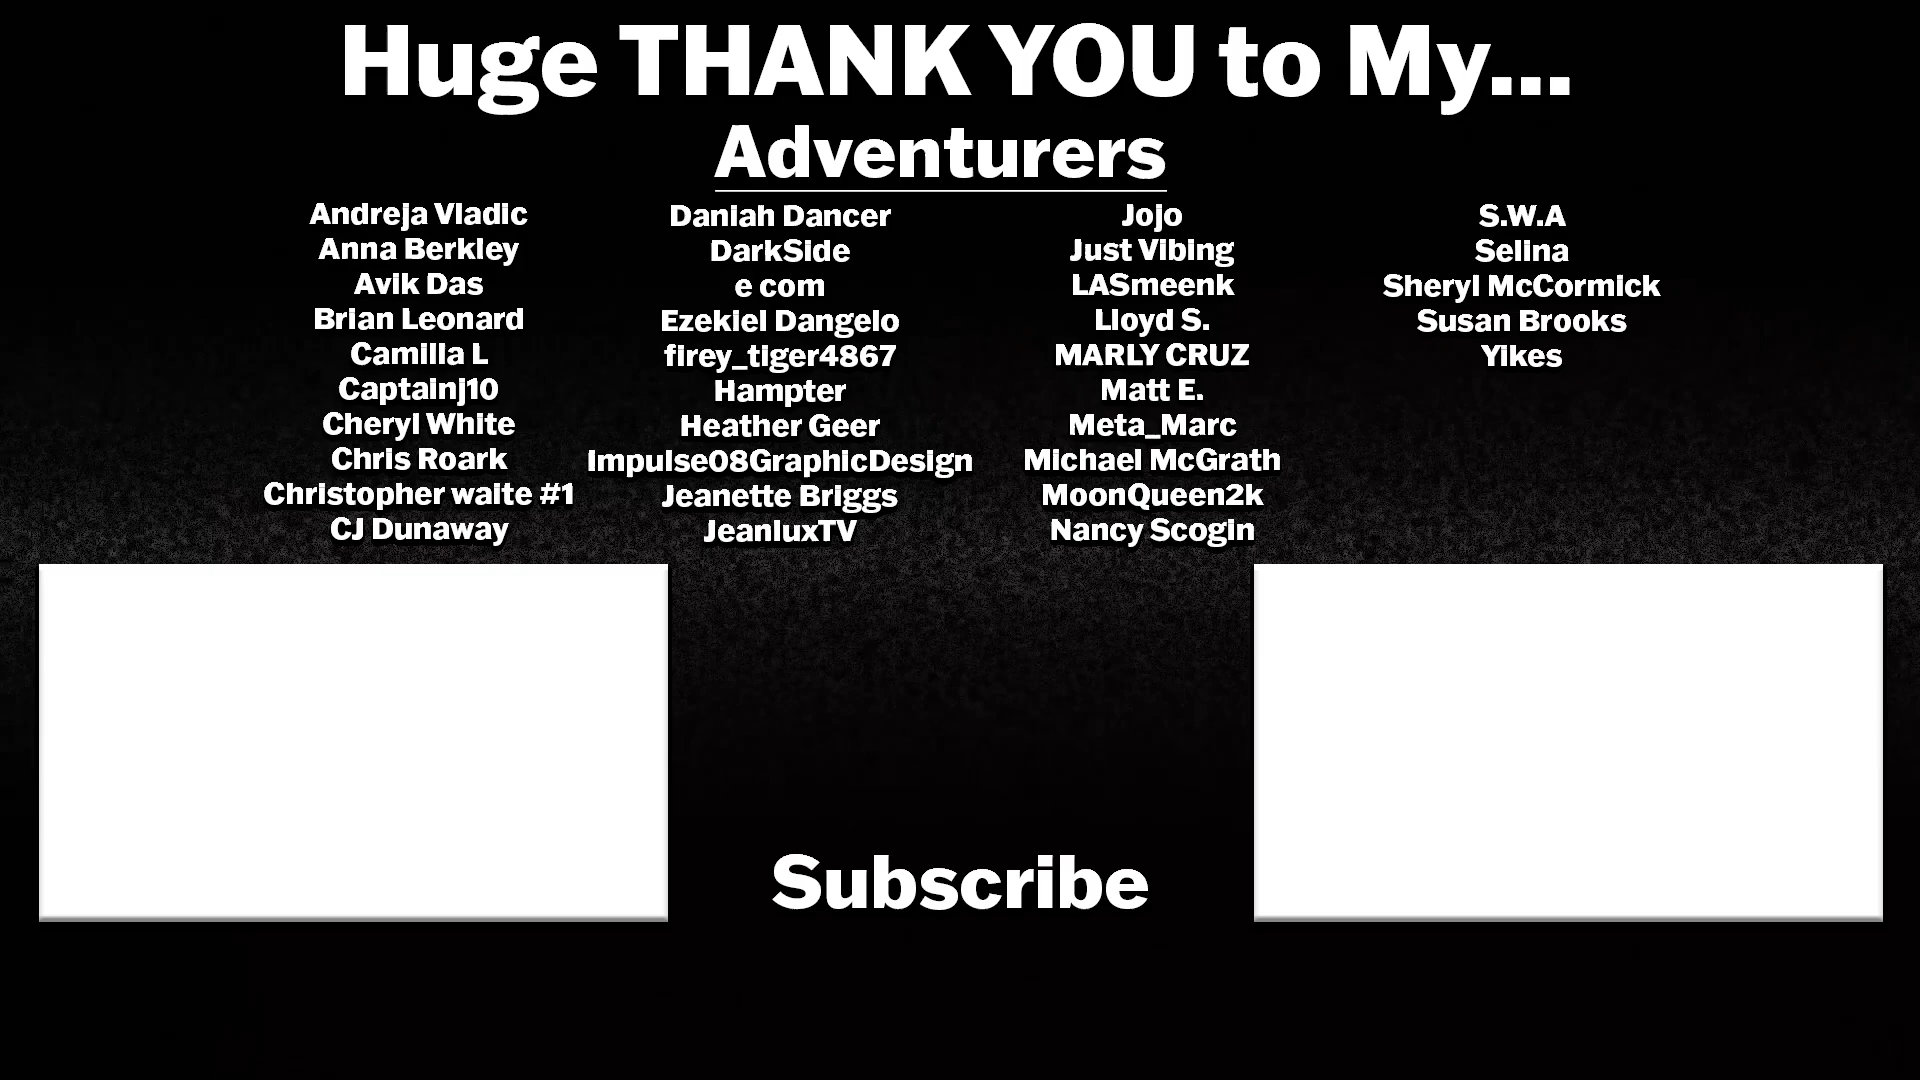 Huge THANK YOU to My...
Adventurers
Andreja Vladic
Anna Berkley
Avik Das
Brian Leonard
Camilla L
Captainj10
Cheryl White
Chris Roark
Christopher waite #1
CJ Dunaway
Daniah Dancer
DarkSide
e com
Ezekiel Dangelo
firey_tiger4867
Hampter
Heather Geer
Impulse08GraphicDesign
Jeanette Briggs
JeanluxTV
Jojo
Just Vibing
LASmeenk
Lloyd S.
MARLY CRUZ
Matt E.
Meta_Marc
Michael McGrath
MoonQueen2k
Nancy Scogin
S.W.A
Selina
Sheryl McCormick
Susan Brooks
Yikes
Subscribe